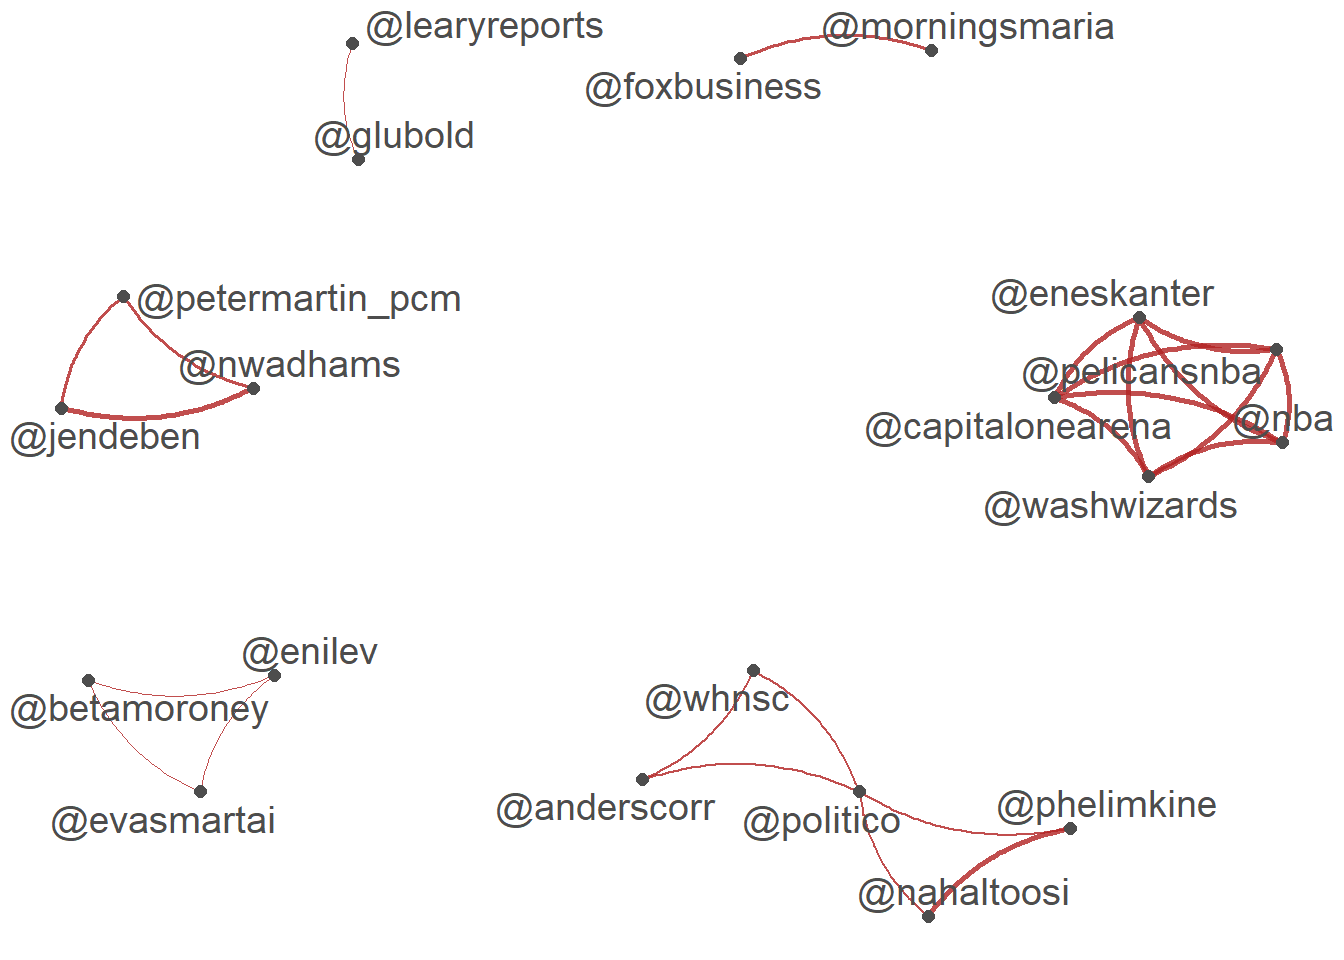 @learyreports
@morningsmaria
@foxbusiness
@glubold
@petermartin_pcm
@nwadhams
@jendeben
@eneskanter
@pelicansnba
@capitalonearena
@nba
@washwizards
@enilev
@betamoroney
@evasmartai
@whnsc
@anderscorr
@politico
@phelimkine
@nahaltoosi